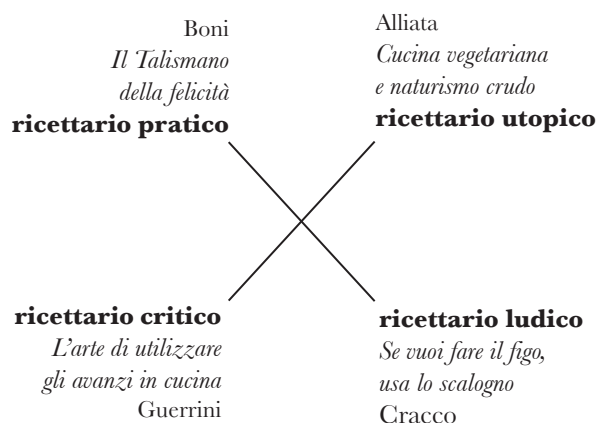 Boni
Il Talismano
della felicità
ricettario pratico
Alliata
Cucina vegetariana
e naturismo crudo
ricettario utopico
ricettario critico
L’arte di utilizzare
gli avanzi in cucina
Guerrini
ricettario ludico
Se vuoi fare il figo,
usa lo scalogno
Cracco